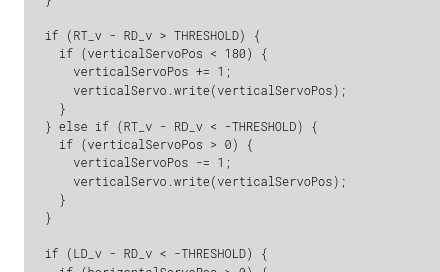 }
if (RT_v - RD_v > THRESHOLD) {
if (verticalServoPos < 180) {
verticalServoPos += 1;
verticalServo.write(verticalServoPos);
}
} else if (RT_v - RD_v < -THRESHOLD) {
if (verticalServoPos > 0) {
verticalServoPos -= 1;
verticalServo.write(verticalServoPos);
}
}
if (LD_v - RD_v < -THRESHOLD) {
if (horizontalServoPos > 0) {